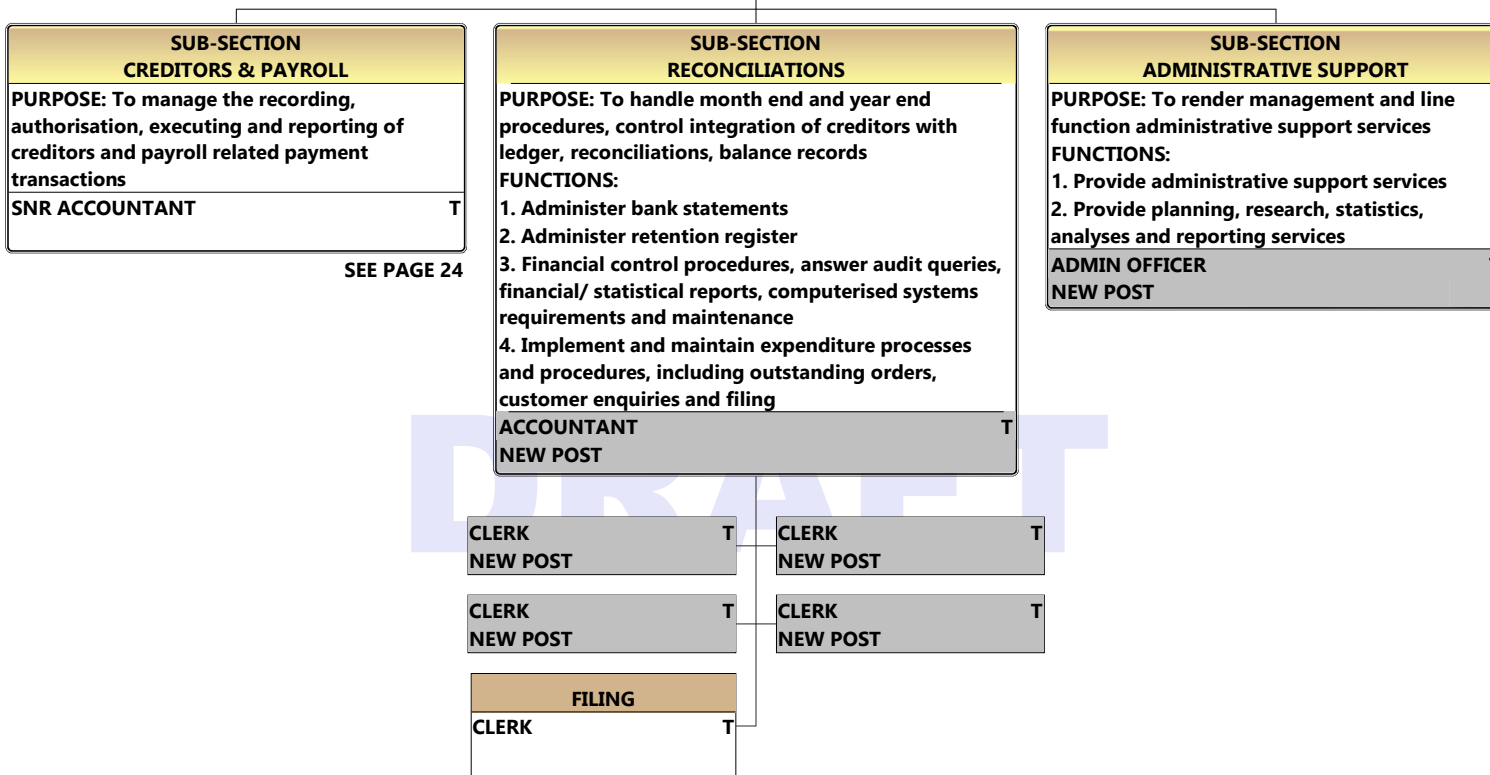 SUB-SECTION
CREDITORS & PAYROLL
PURPOSE: To manage the recording,
authorisation, executing and reporting of
creditors and payroll related payment
transactions
SNR ACCOUNTANT T
SEE PAGE 24
SUB-SECTION
RECONCILIATIONS
PURPOSE: To handle month end and year end
procedures, control integration of creditors with
ledger, reconciliations, balance records
FUNCTIONS:
1. Administer bank statements
2. Administer retention register
3. Financial control procedures, answer audit queries,
financial/ statistical reports, computerised systems
requirements and maintenance
4. Implement and maintain expenditure processes
and procedures, including outstanding orders,
customer enquiries and filing
ACCOUNTANT T
NEW POST
SUB-SECTION
ADMINISTRATIVE SUPPORT
PURPOSE: To render management and line
function administrative support services
FUNCTIONS:
1. Provide administrative support services
2. Provide planning, research, statistics,
analyses and reporting services
ADMIN OFFICER
NEW POST
DRAFT
CLERK T
NEW POST
CLERK T
NEW POST
CLERK T
NEW POST
CLERK T
NEW POST
FILING
CLERK T